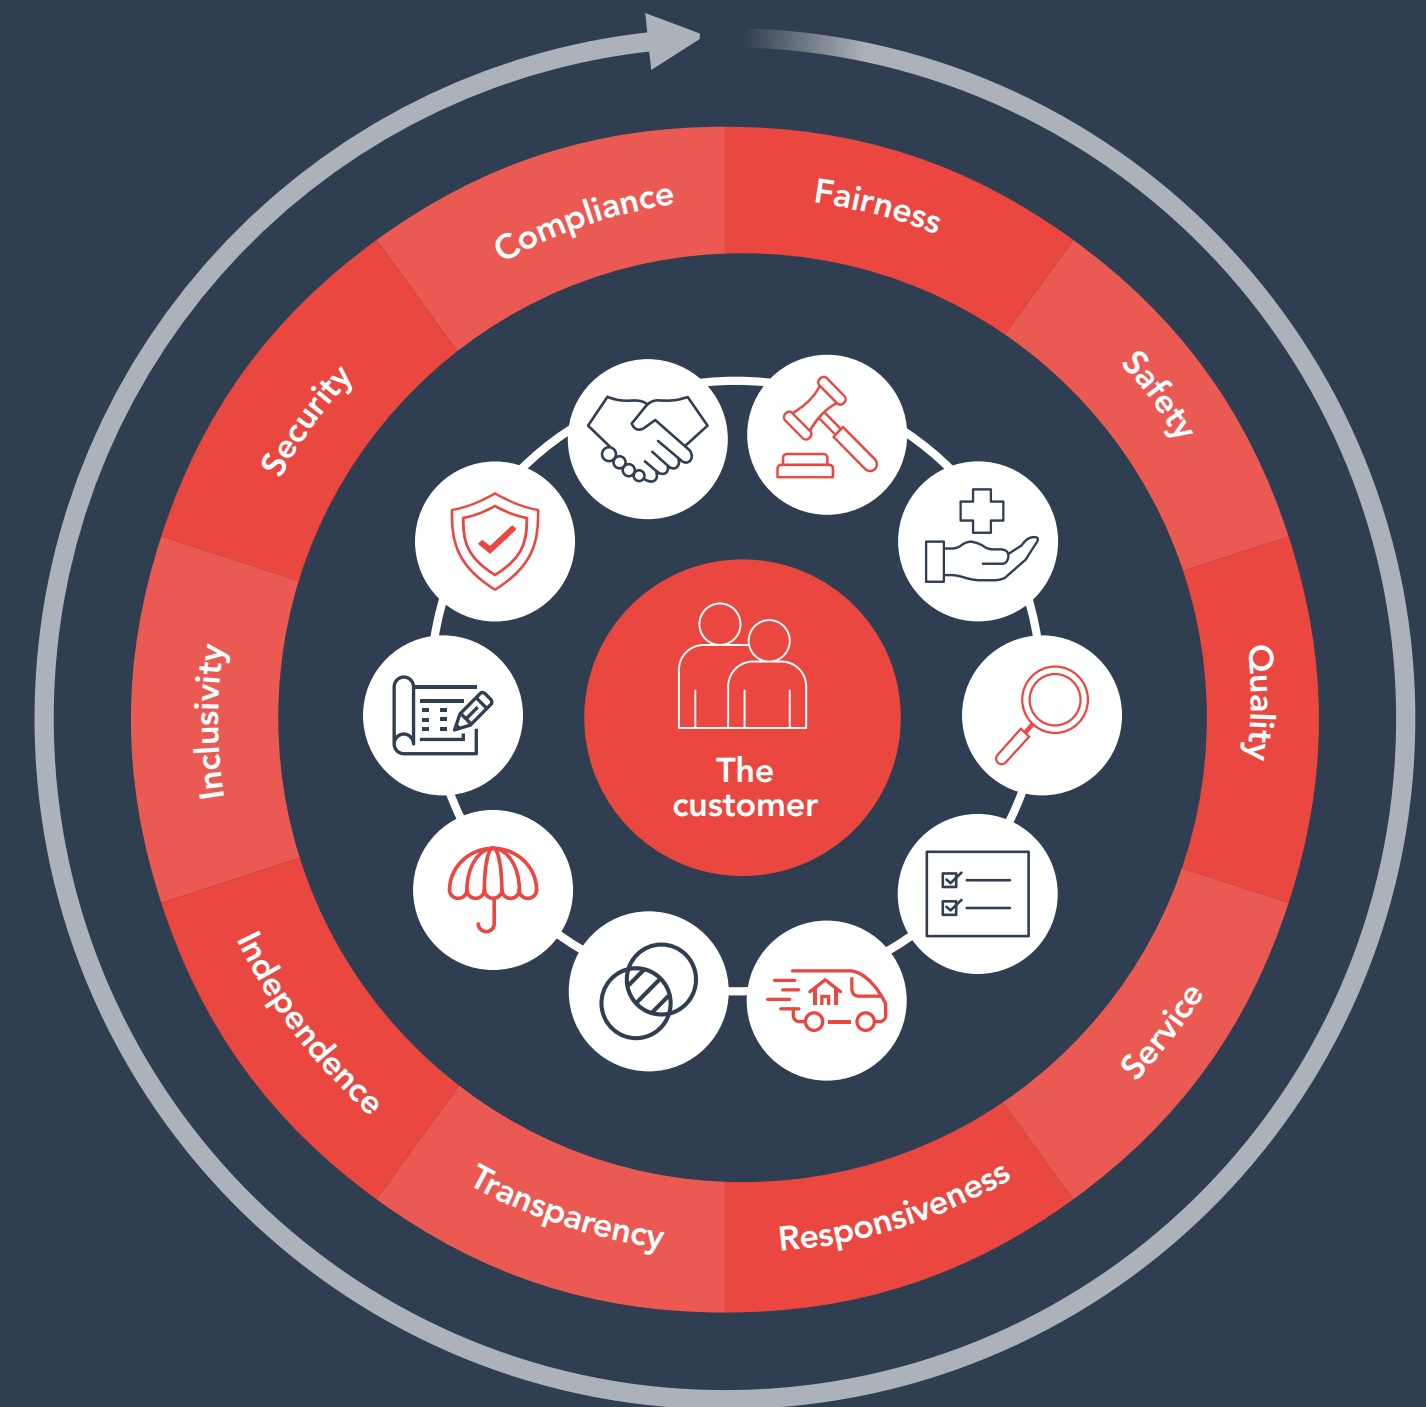 Fairness
Safety
Quality
Service
Responsiveness
Transparency
Independence
Inclusivity
Security
Compliance
The
customer